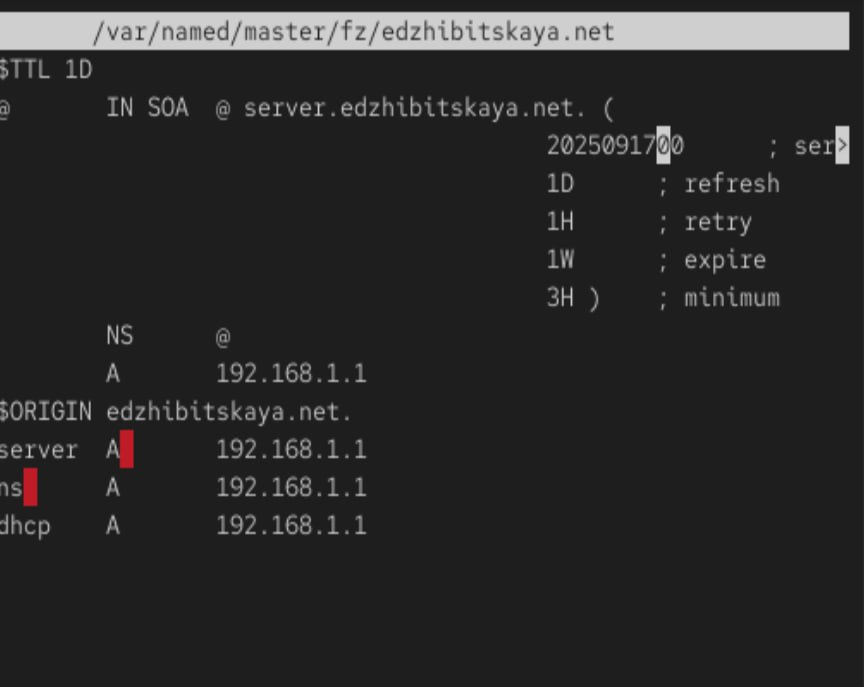 /var/named/master/fz/edzhibitskaya.net
$TTL 1D
@ IN SOA @ server.edzhibitskaya.net. (
2025091700 ; ser>
1D ; refresh
1H ; retry
1W ; expire
3H ) ; minimum
NS @
A 192.168.1.1
$ORIGIN edzhibitskaya.net.
server A 192.168.1.1
ns A 192.168.1.1
dhcp A 192.168.1.1